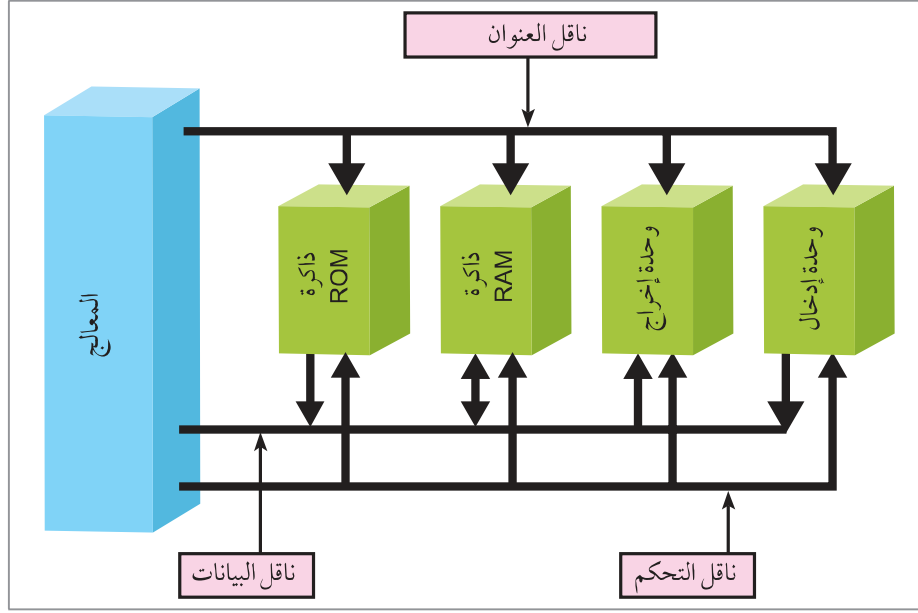 ناقل العنوان
المعالج
ذاكرة
ROM
ذاكرة
RAM
وحدة إخراج
وحدة إدخال
ناقل البيانات
ناقل التحكم